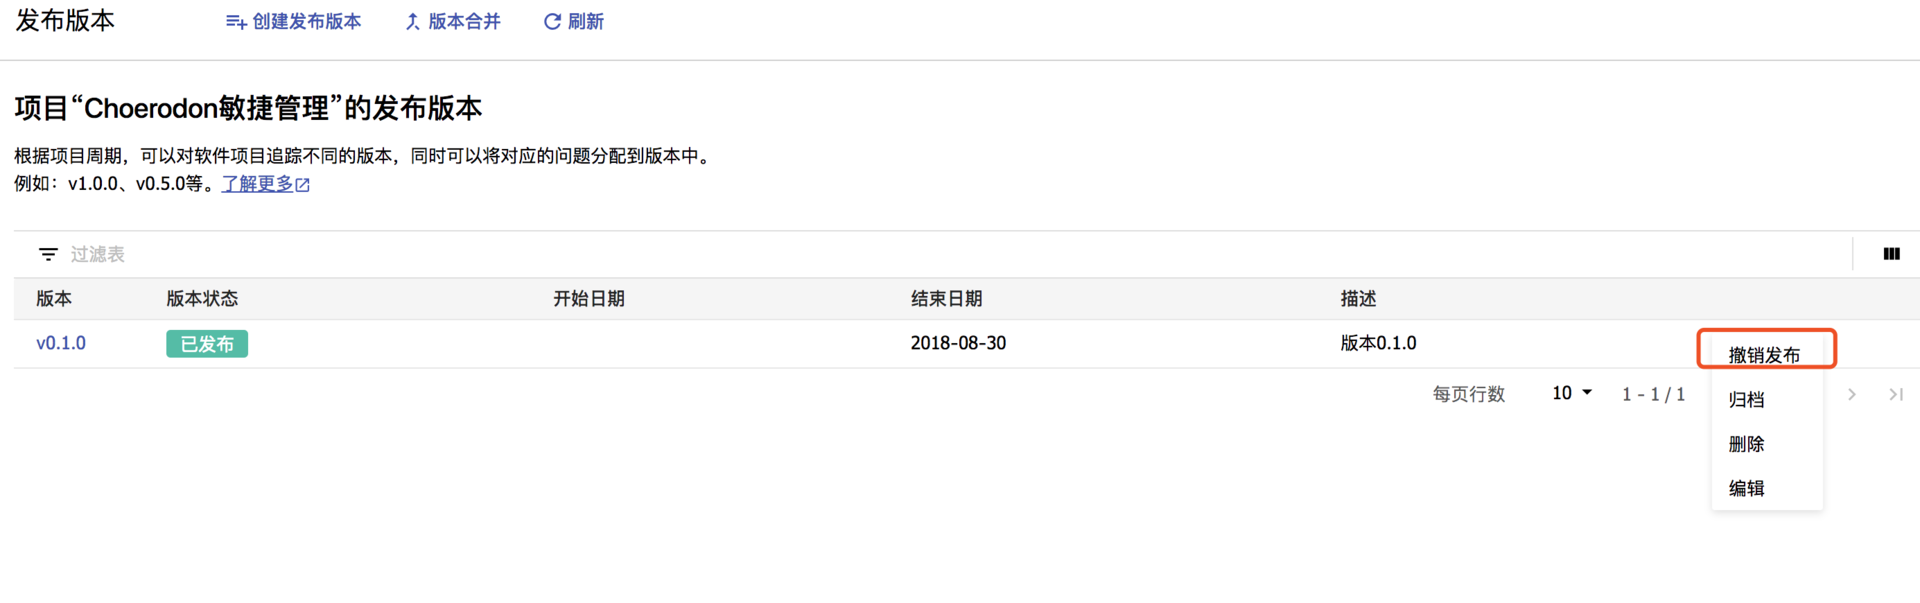 发布版本 创建发布版本 版本合并 刷新
项目“Choerodon敏捷管理”的发布版本
根据项目周期，可以对软件项目追踪不同的版本，同时可以将对应的问题分配到版本中。
例如：v1.0.0、v0.5.0等。了解更多
过滤表
版本 版本状态 开始日期 结束日期 描述
v0.1.0 已发布 2018-08-30 版本0.1.0
撤销发布
每页行数 10 1 - 1 / 1
归档
删除
编辑